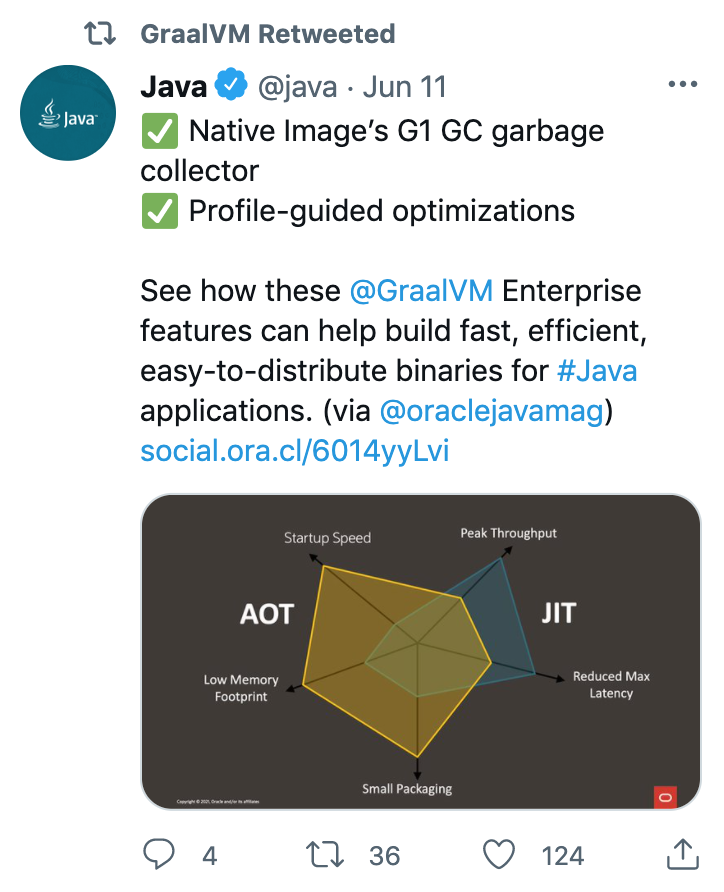 GraalVM Retweeted
Java @java · Jun 11
Java
✅ Native Image’s G1 GC garbage
collector
✅ Profile-guided optimizations
See how these @GraalVM Enterprise
features can help build fast, efficient,
easy-to-distribute binaries for #Java
applications. (via @oraclejavamag)
social.ora.cl/6014yyLvi
Startup Speed
Peak Throughput
AOT
JIT
Low Memory
Footprint
Reduced Max
Latency
Small Packaging
Copyright © 2021, Oracle and/or its affiliates
4 36 124